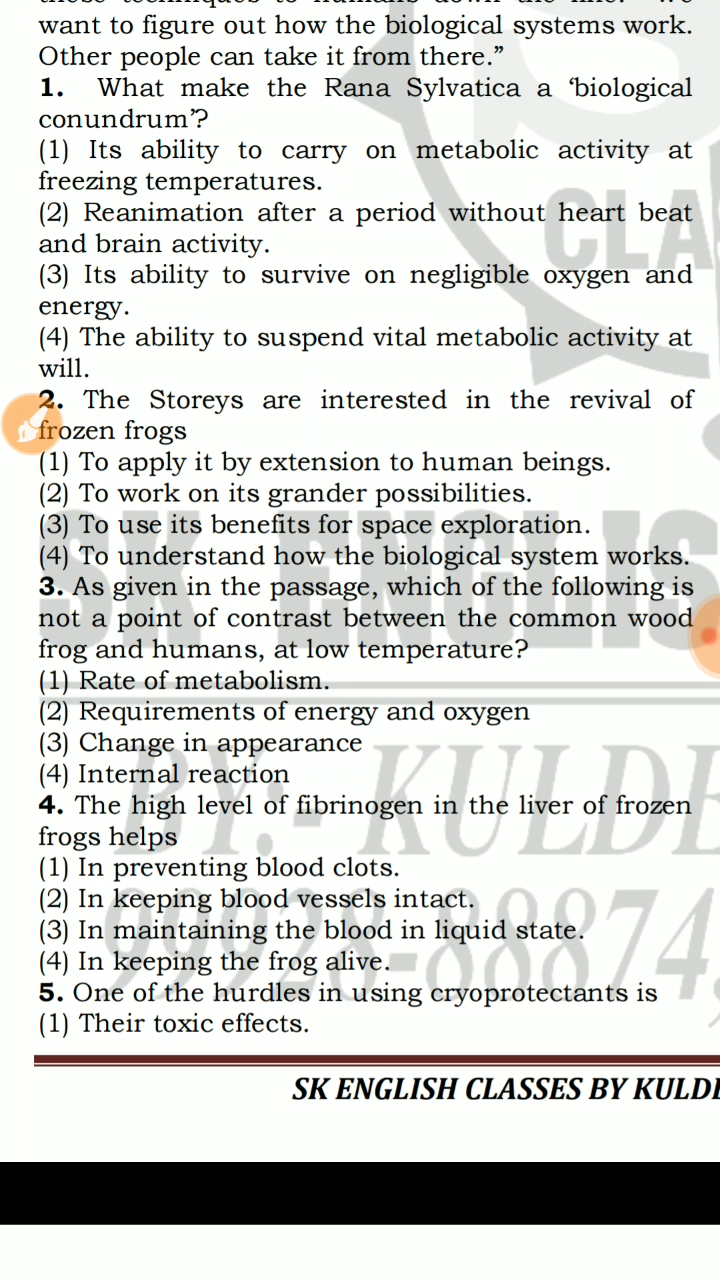 want to figure out how the biological systems work.
Other people can take it from there.”
1. What make the Rana Sylvatica a ‘biological
conundrum’?
(1) Its ability to carry on metabolic activity at
freezing temperatures.
(2) Reanimation after a period without heart beat
and brain activity.
(3) Its ability to survive on negligible oxygen and
energy.
(4) The ability to suspend vital metabolic activity at
will.
2. The Storeys are interested in the revival of
frozen frogs
(1) To apply it by extension to human beings.
(2) To work on its grander possibilities.
(3) To use its benefits for space exploration.
(4) To understand how the biological system works.
3. As given in the passage, which of the following is
not a point of contrast between the common wood
frog and humans, at low temperature?
(1) Rate of metabolism.
(2) Requirements of energy and oxygen
(3) Change in appearance
(4) Internal reaction
4. The high level of fibrinogen in the liver of frozen
frogs helps
(1) In preventing blood clots.
(2) In keeping blood vessels intact.
(3) In maintaining the blood in liquid state.
(4) In keeping the frog alive.
5. One of the hurdles in using cryoprotectants is
(1) Their toxic effects.
SK ENGLISH CLASSES BY
CLA
SK ENGLIS
BY:- KULDE
99928-88874,